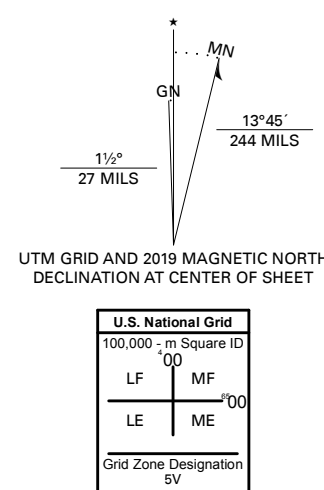 ★
MN
GN
13°45´
244 MILS
1½°
27 MILS
UTM GRID AND 2019 MAGNETIC NORTH
DECLINATION AT CENTER OF SHEET
U.S. National Grid
100,000 - m Square ID
⁴00
LF MF
⁶⁵00
LE ME
Grid Zone Designation
5V